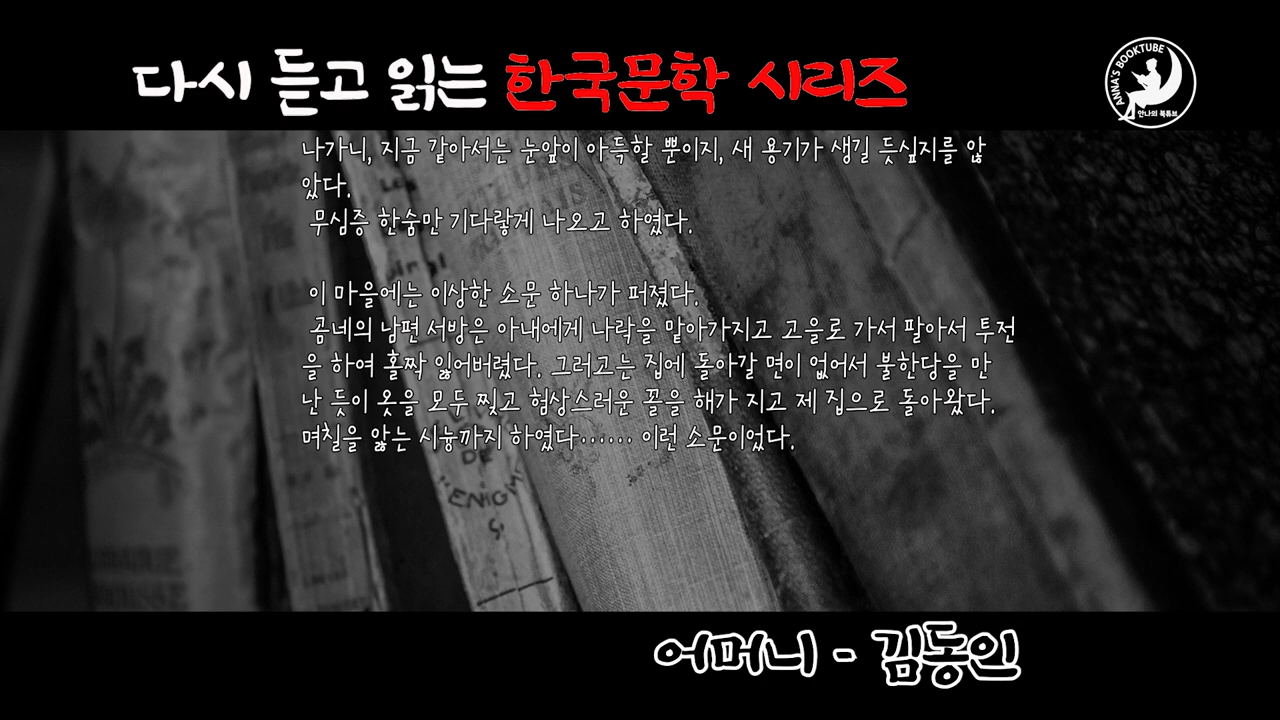 다시 듣고 읽는 한국문학 시리즈
ANNA'S BOOKTUBE
안나의 북튜브
나가니, 지금 같아서는 눈앞이 아득할 뿐이지, 새 용기가 생길 듯싶지를 않
았다.
무심중 한숨만 기다랗게 나오고 하였다.
이 마을에는 이상한 소문 하나가 퍼졌다.
곰네의 남편 서방은 아내에게 나락을 맡아가지고 고을로 가서 팔아서 투전
을 하여 홀짝 잃어버렸다. 그러고는 집에 돌아갈 면이 없어서 불한당을 만
난 듯이 옷을 모두 찢고 험상스러운 꼴을 해가 지고 제 집으로 돌아왔다.
며칠을 앓는 시늉까지 하였다…… 이런 소문이었다.
DE
"ENIGM
어머니 - 김동인